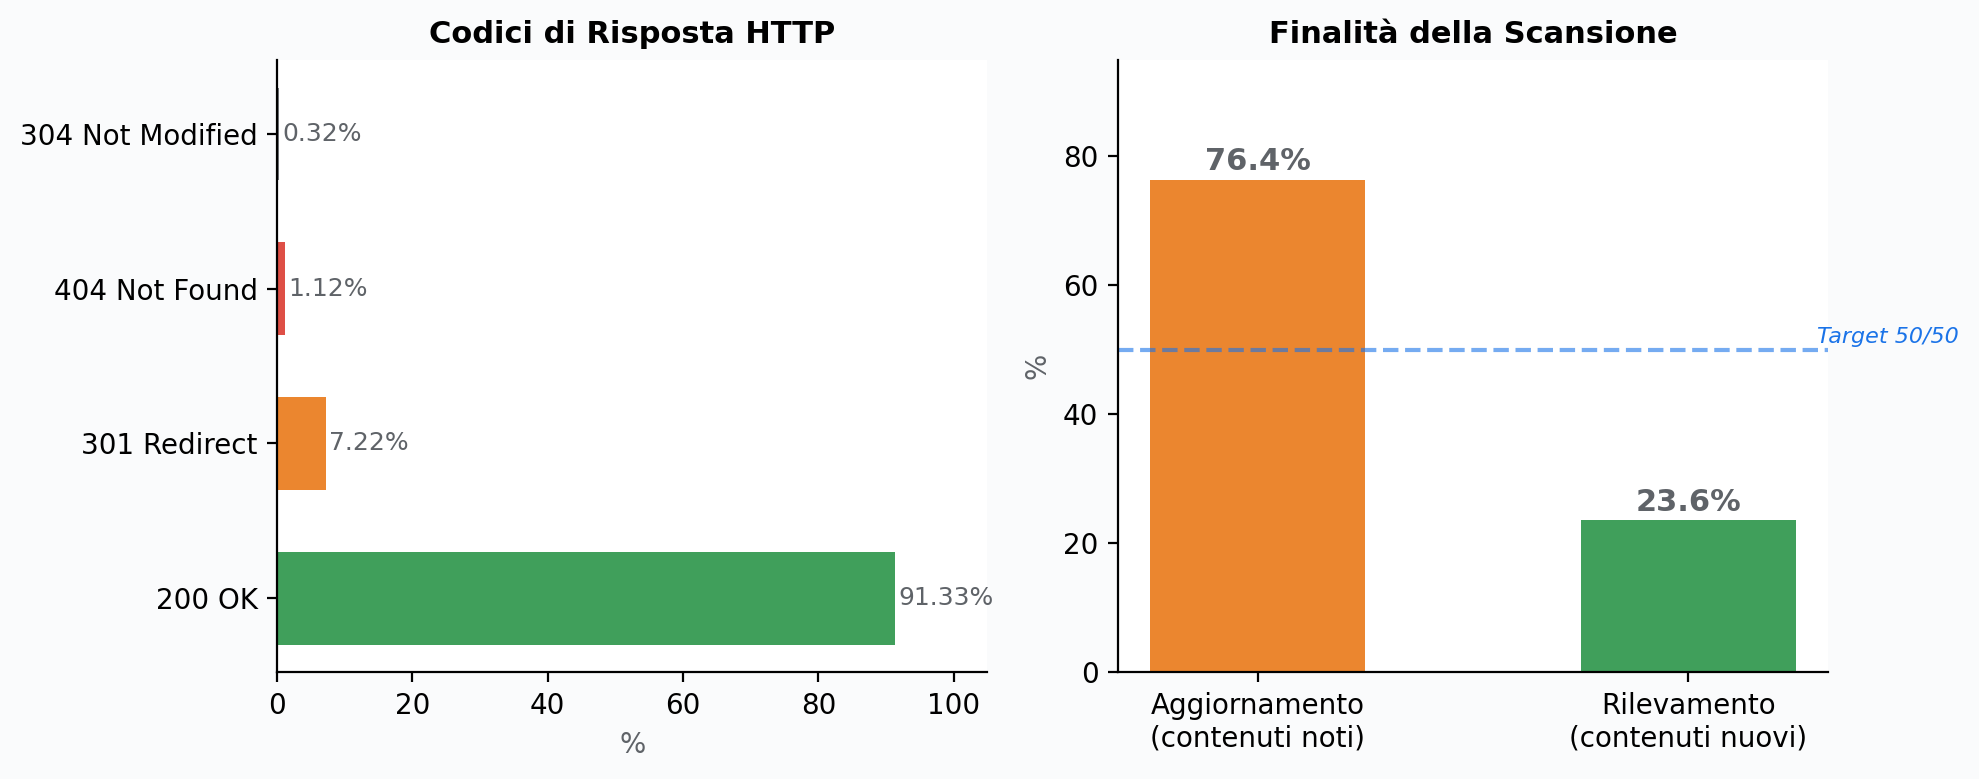 Codici di Risposta HTTP
304 Not Modified
0.32%
404 Not Found
1.12%
301 Redirect
7.22%
200 OK
91.33%
0 20 40 60 80 100
%
Finalità della Scansione
%
80
60
40
20
0
76.4%
23.6%
Target 50/50
Aggiornamento
(contenuti noti)
Rilevamento
(contenuti nuovi)